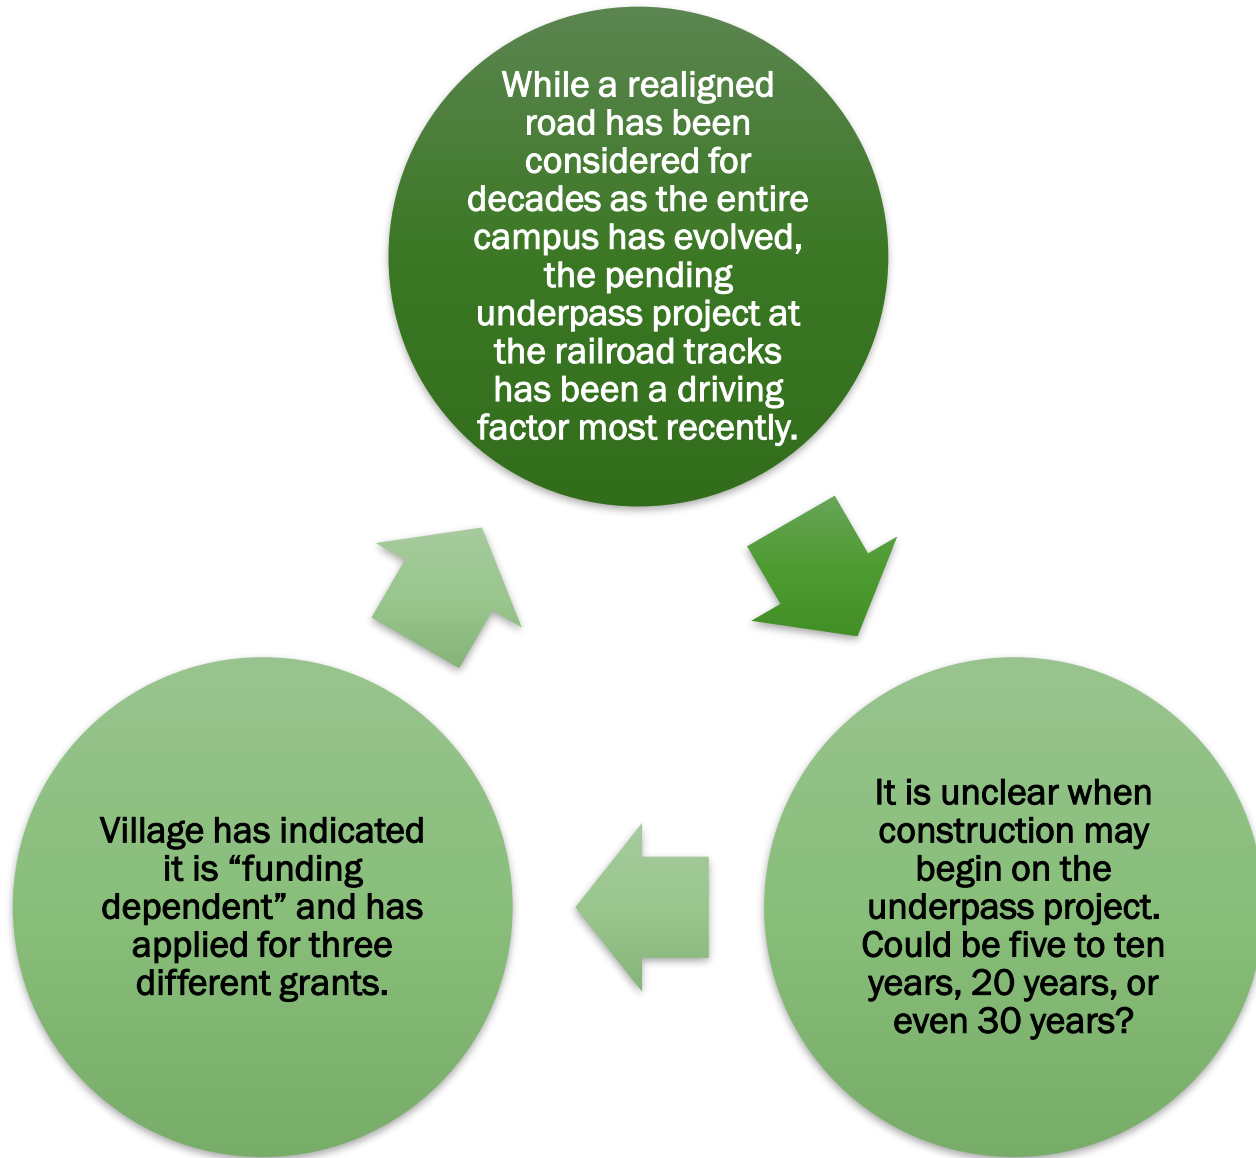 While a realigned
road has been
considered for
decades as the entire
campus has evolved,
the pending
underpass project at
the railroad tracks
has been a driving
factor most recently.
It is unclear when
construction may
begin on the
underpass project.
Could be five to ten
years, 20 years, or
even 30 years?
Village has indicated
it is “funding
dependent” and has
applied for three
different grants.